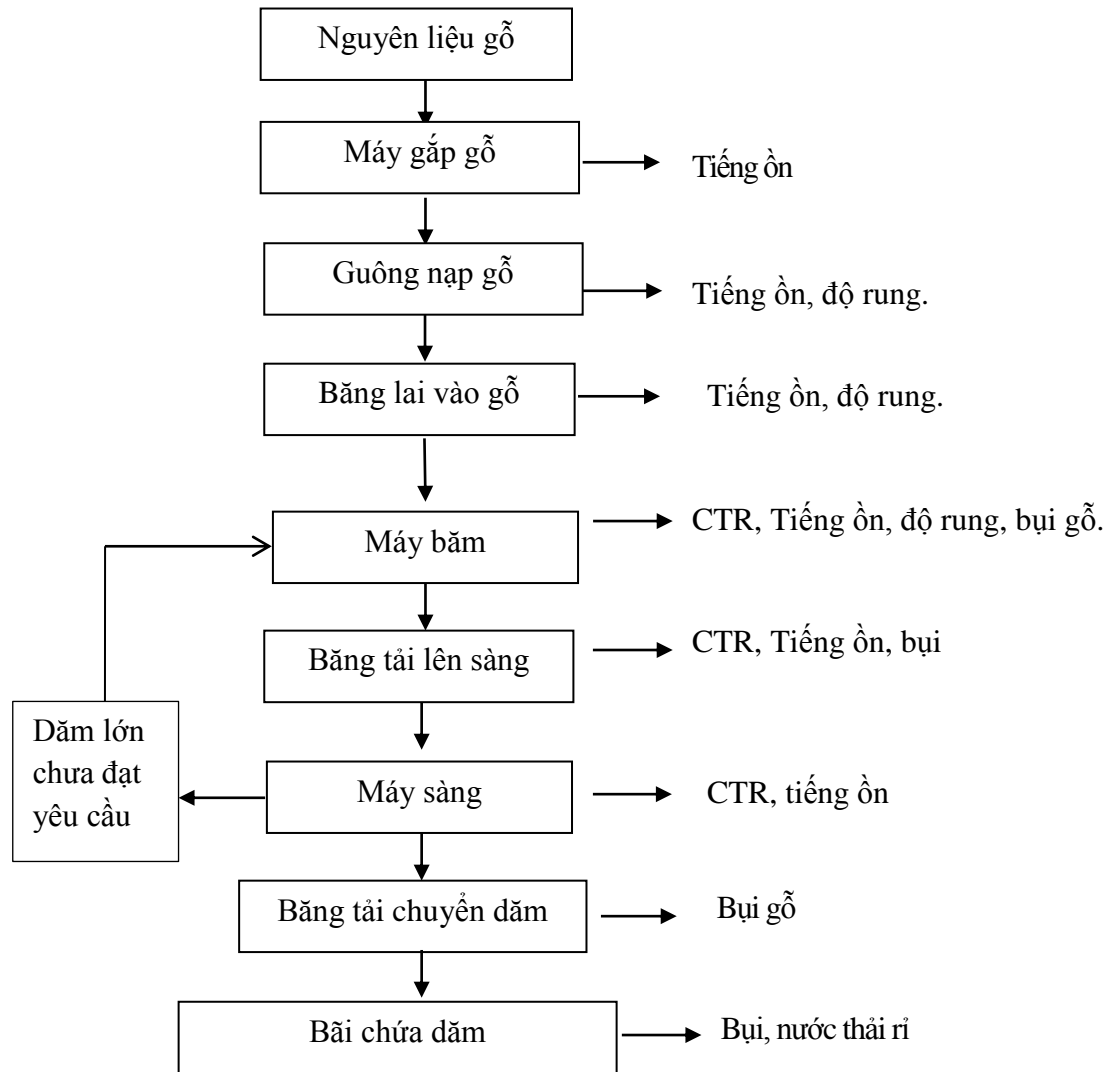 Nguyên liệu gỗ
Máy gắp gỗ
Tiếng ồn
Guông nạp gỗ
Tiếng ồn, độ rung.
Băng lai vào gỗ
Tiếng ồn, độ rung.
Máy băm
CTR, Tiếng ồn, độ rung, bụi gỗ.
Băng tải lên sàng
CTR, Tiếng ồn, bụi
Dăm lớn
chưa đạt
yêu cầu
Máy sàng
CTR, tiếng ồn
Băng tải chuyển dăm
Bụi gỗ
Bãi chứa dăm
Bụi, nước thải rỉ